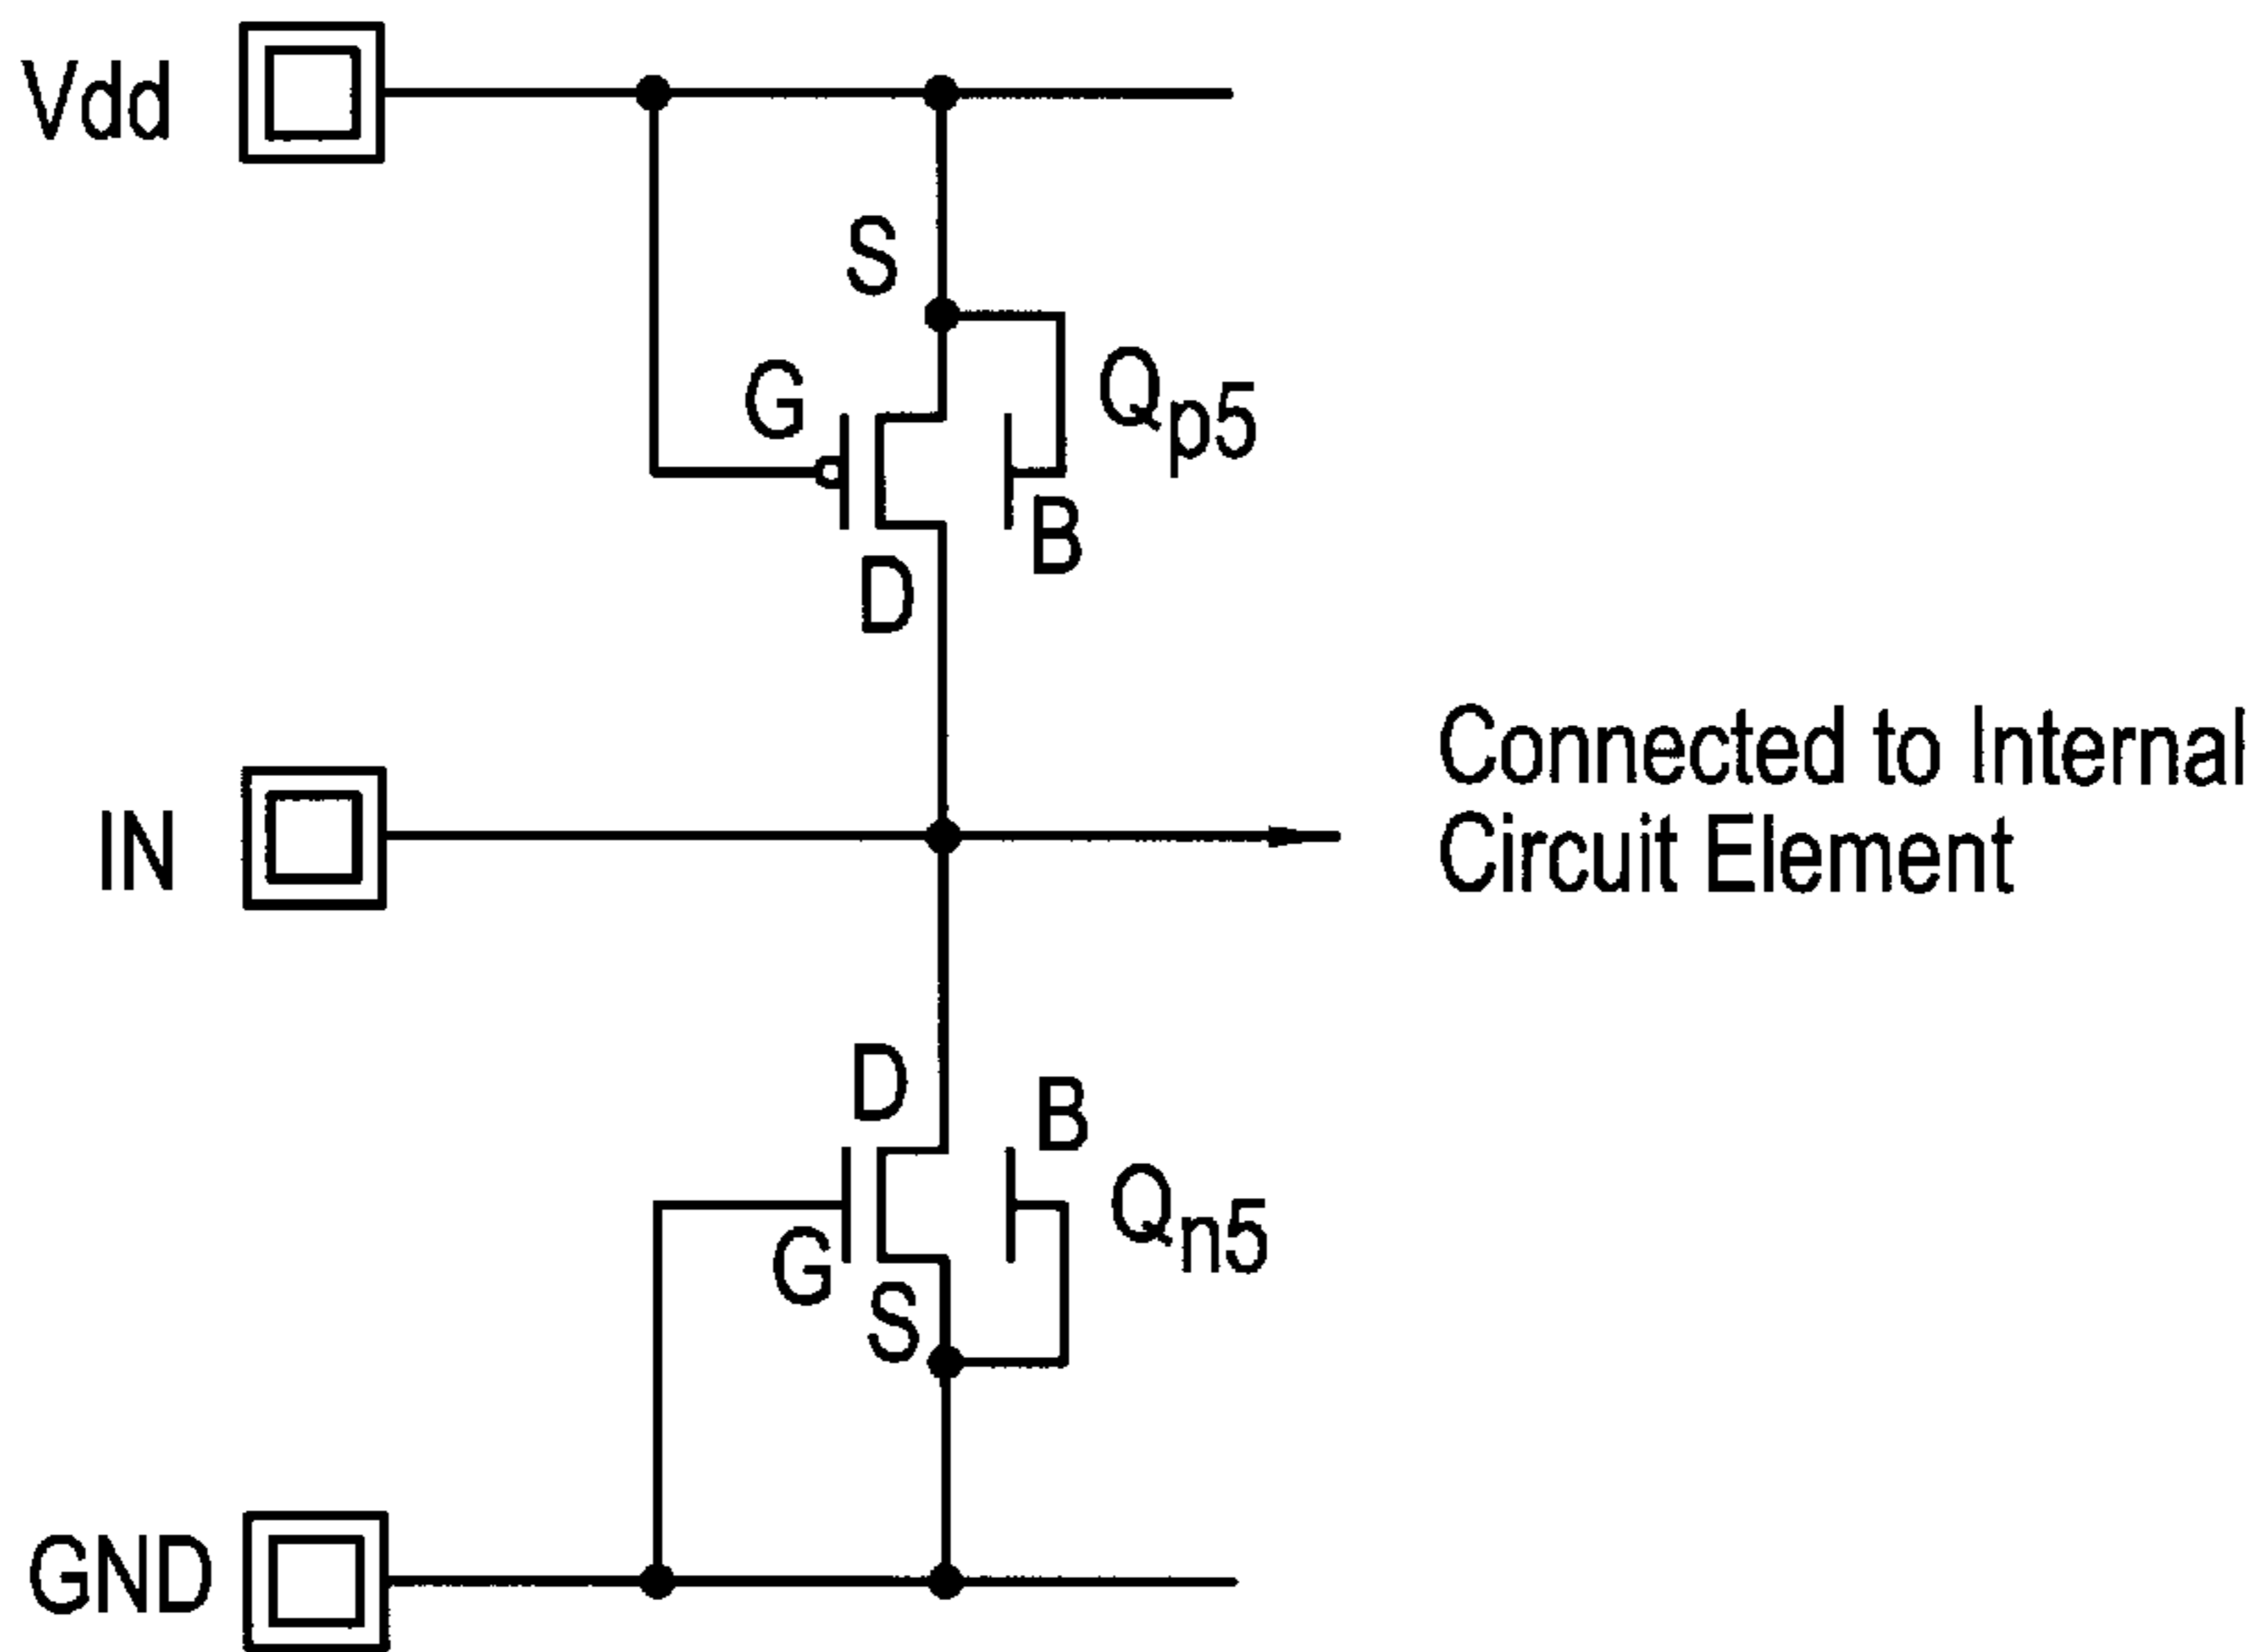 Vdd
S
G
Qp5
B
D
Connected to Internal
IN
Circuit Element
D
B
Qn5
G
S
GND